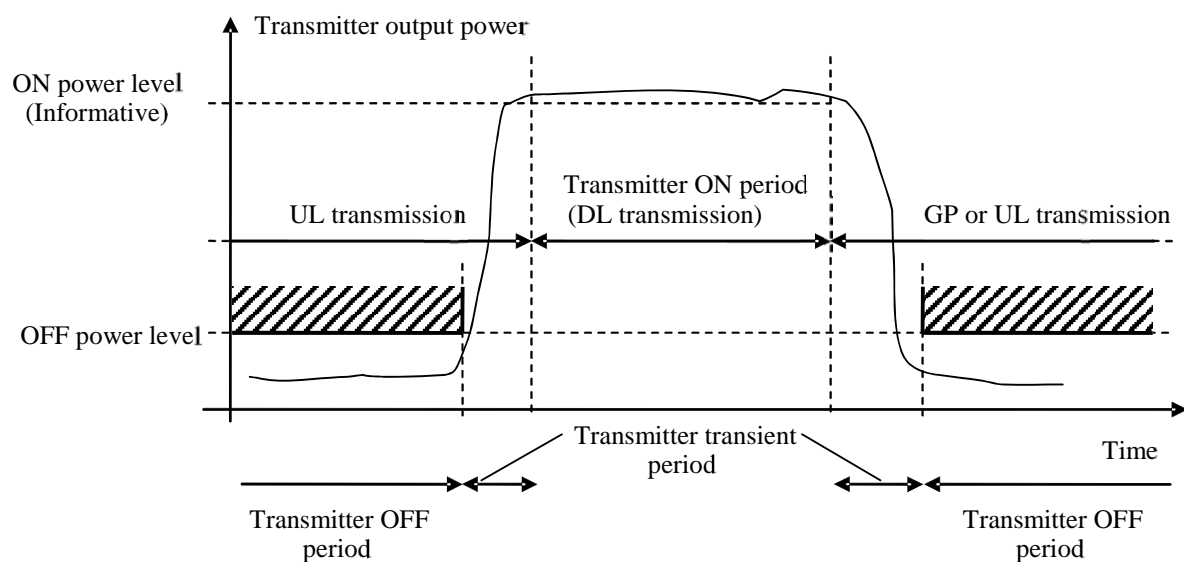 Transmitter output power
ON power level
(Informative)
Transmitter ON period
(DL transmission)
UL transmission
GP or UL transmission
OFF power level
Transmitter transient
period
Time
Transmitter OFF
period
Transmitter OFF
period